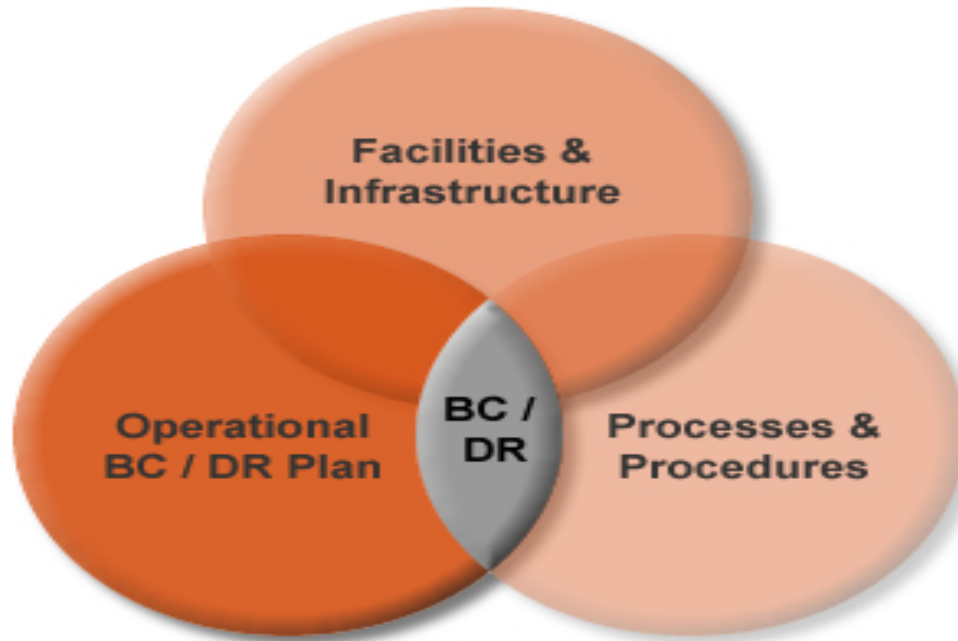 Facilities &
Infrastructure
Operational
BC / DR Plan
BC /
DR
Processes &
Procedures